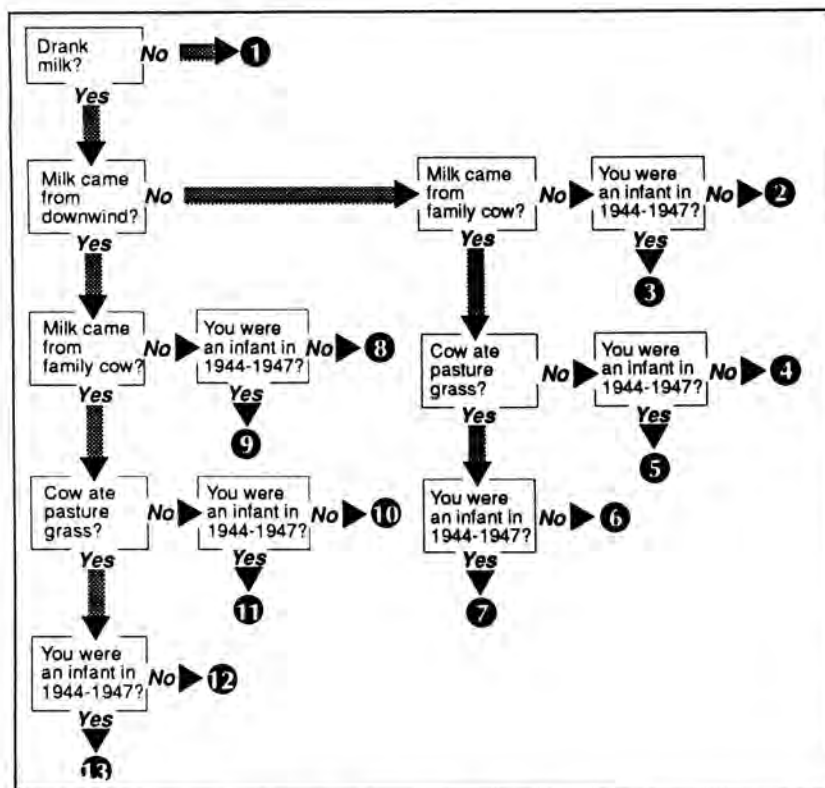 Drank
milk?
No
1
Yes
Milk came
from
downwind?
No
Milk came
from
family cow?
No
You were
an infant in
1944-1947?
No
2
Yes
Yes
Yes
3
Milk came
from
family cow?
No
You were
an infant in
1944-1947?
No
8
Cow ate
pasture
grass?
No
You were
an infant in
1944-1947?
No
4
Yes
Yes
9
Yes
Yes
5
Cow ate
pasture
grass?
No
You were
an infant in
1944-1947?
No
10
You were
an infant in
1944-1947?
No
6
Yes
Yes
11
Yes
7
You were
an infant in
1944-1947?
No
12
Yes
13